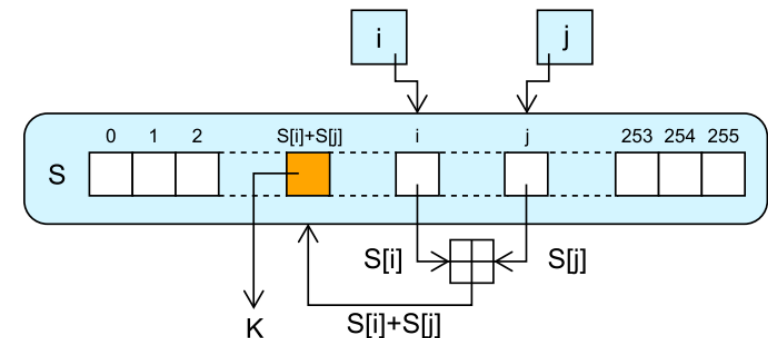 i
j
0 1 2 S[i]+S[j] i j 253 254 255
S
S[i] S[j]
K S[i]+S[j]